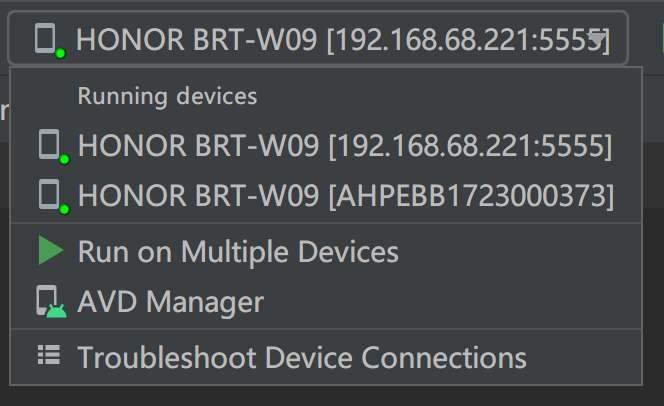 HONOR BRT-W09 [192.168.68.221:5555]
Running devices
HONOR BRT-W09 [192.168.68.221:5555]
HONOR BRT-W09 [AHPEBB1723000373]
Run on Multiple Devices
AVD Manager
Troubleshoot Device Connections